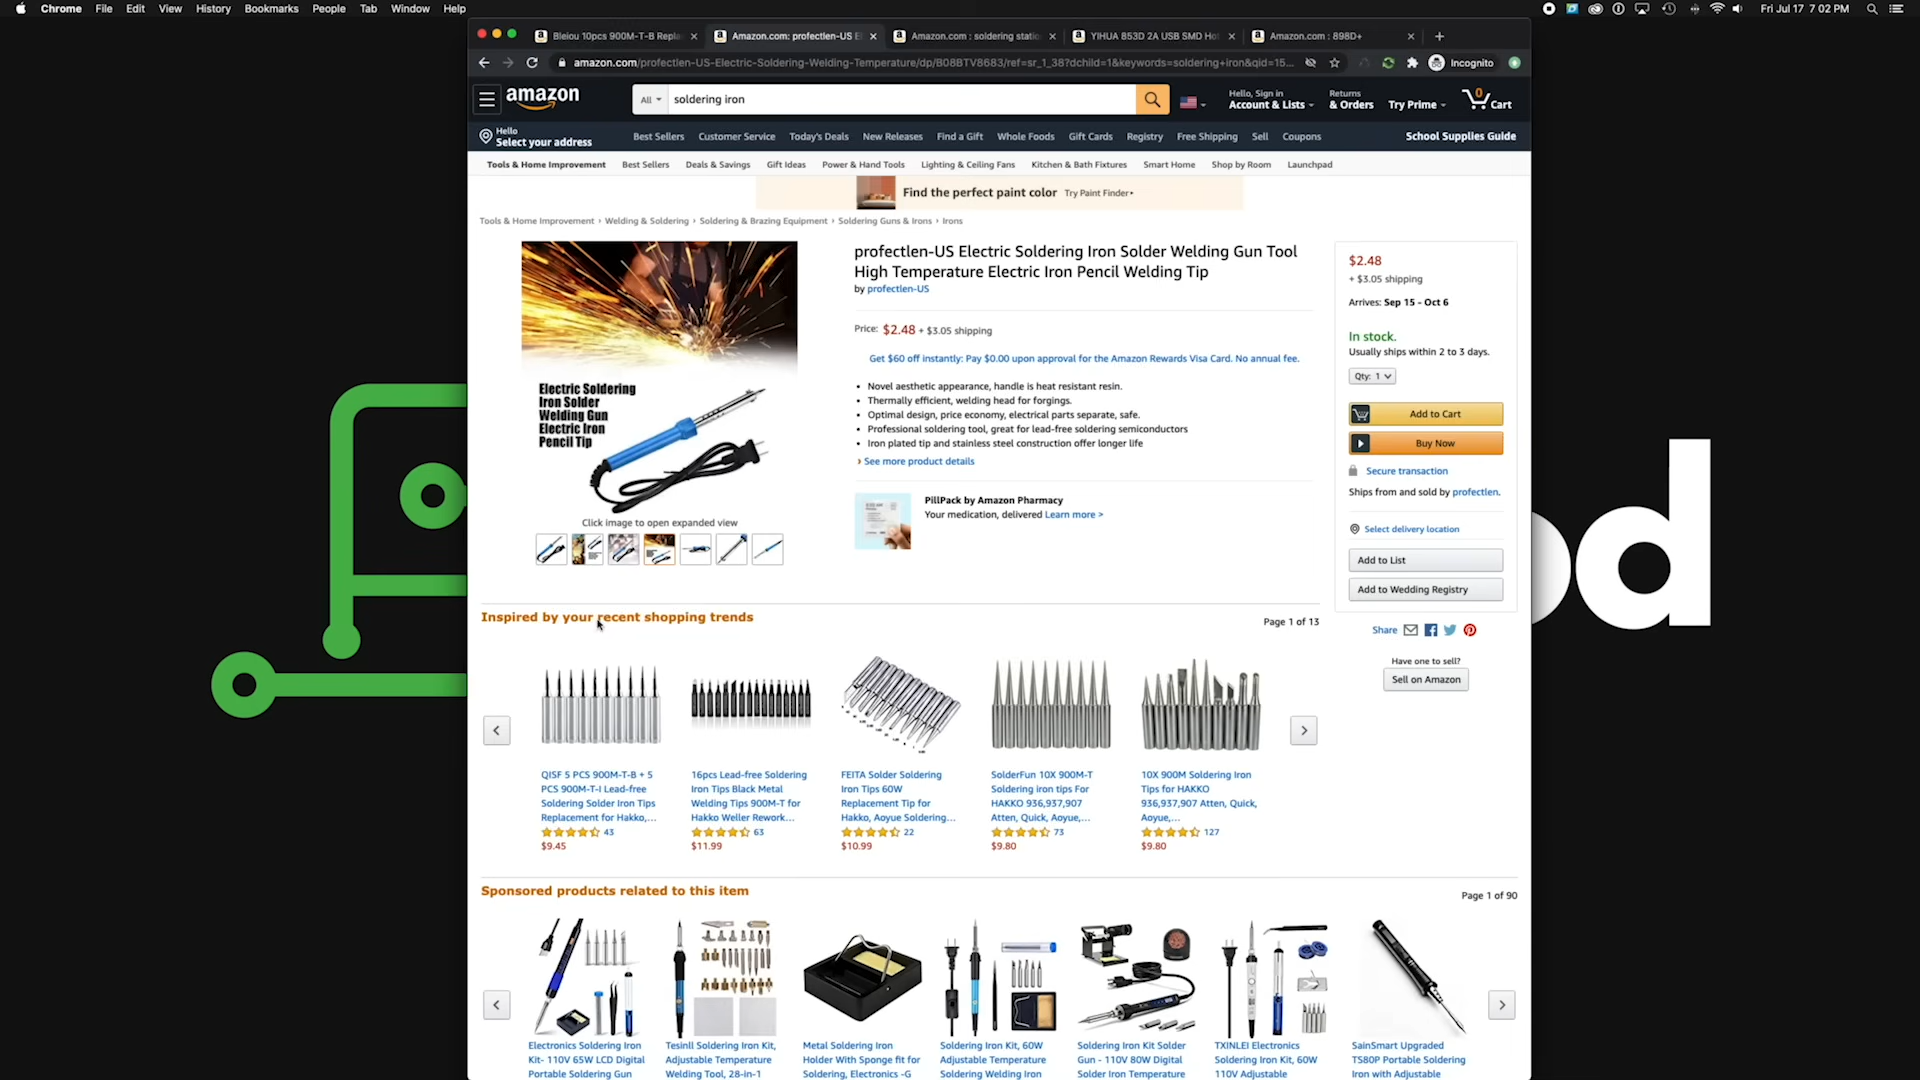 Chrome File Edit View History Bookmarks People Tab Window Help
Fri Jul 17 7:02 PM
Bleiou 10pcs 900M-T-B Repla
Amazon.com: profectlen-US E
Amazon.com : soldering statio
YIHUA 853D 2A USB SMD Ho
Amazon.com : 898D+
amazon.com/profectlen-US-Electric-Soldering-Welding-Temperature/dp/B08BTV8683/ref=sr_1_38?dchild=1&keywords=soldering+iron&qid=15...
Incognito
amazon
All
soldering iron
Hello, Sign in
Account & Lists
Returns
& Orders
Try Prime
0
Cart
Hello
Select your address
Best Sellers Customer Service Today's Deals New Releases Find a Gift Whole Foods Gift Cards Registry Free Shipping Sell Coupons
School Supplies Guide
Tools & Home Improvement Best Sellers Deals & Savings Gift Ideas Power & Hand Tools Lighting & Ceiling Fans Kitchen & Bath Fixtures Smart Home Shop by Room Launchpad
Find the perfect paint color Try Paint Finder
Tools & Home Improvement › Welding & Soldering › Soldering & Brazing Equipment › Soldering Guns & Irons › Irons
Electric Soldering
Iron Solder
Welding Gun
Electric Iron
Pencil Tip
Click image to open expanded view
profectlen-US Electric Soldering Iron Solder Welding Gun Tool
High Temperature Electric Iron Pencil Welding Tip
by profectlen-US
Price: $2.48 + $3.05 shipping
Get $60 off instantly: Pay $0.00 upon approval for the Amazon Rewards Visa Card. No annual fee.
• Novel aesthetic appearance, handle is heat resistant resin.
• Thermally efficient, welding head for forgings.
• Optimal design, price economy, electrical parts separate, safe.
• Professional soldering tool, great for lead-free soldering semiconductors
• Iron plated tip and stainless steel construction offer longer life
› See more product details
PillPack by Amazon Pharmacy
Your medication, delivered Learn more >
$2.48
+ $3.05 shipping
Arrives: Sep 15 - Oct 6
In stock.
Usually ships within 2 to 3 days.
Qty: 1
Add to Cart
Buy Now
Secure transaction
Ships from and sold by profectlen.
Select delivery location
Add to List
Add to Wedding Registry
Share
Have one to sell?
Sell on Amazon
od
Inspired by your recent shopping trends
Page 1 of 13
QISF 5 PCS 900M-T-B + 5
PCS 900M-T-I Lead-free
Soldering Solder Iron Tips
Replacement for Hakko,...
43
$9.45
16pcs Lead-free Soldering
Iron Tips Black Metal
Welding Tips 900M-T for
Hakko Weller Rework...
63
$11.99
FEITA Solder Soldering
Iron Tips 60W
Replacement Tip for
Hakko, Aoyue Soldering...
22
$10.99
SolderFun 10X 900M-T
Soldering iron tips For
HAKKO 936,937,907
Atten, Quick, Aoyue,...
73
$9.80
10X 900M Soldering Iron
Tips for HAKKO
936,937,907 Atten, Quick,
Aoyue,...
127
$9.80
Sponsored products related to this item
Page 1 of 90
Electronics Soldering Iron
Kit- 110V 65W LCD Digital
Portable Soldering Gun
Tesinll Soldering Iron Kit,
Adjustable Temperature
Welding Tool, 28-in-1
Metal Soldering Iron
Holder With Sponge fit for
Soldering, Electronics -G
Soldering Iron Kit, 60W
Adjustable Temperature
Soldering Welding Iron
Soldering Iron Kit Solder
Gun - 110V 80W Digital
Solder Iron Temperature
TXINLEI Electronics
Soldering Iron Kit, 60W
110V Adjustable
SainSmart Upgraded
TS80P Portable Soldering
Iron with Adjustable